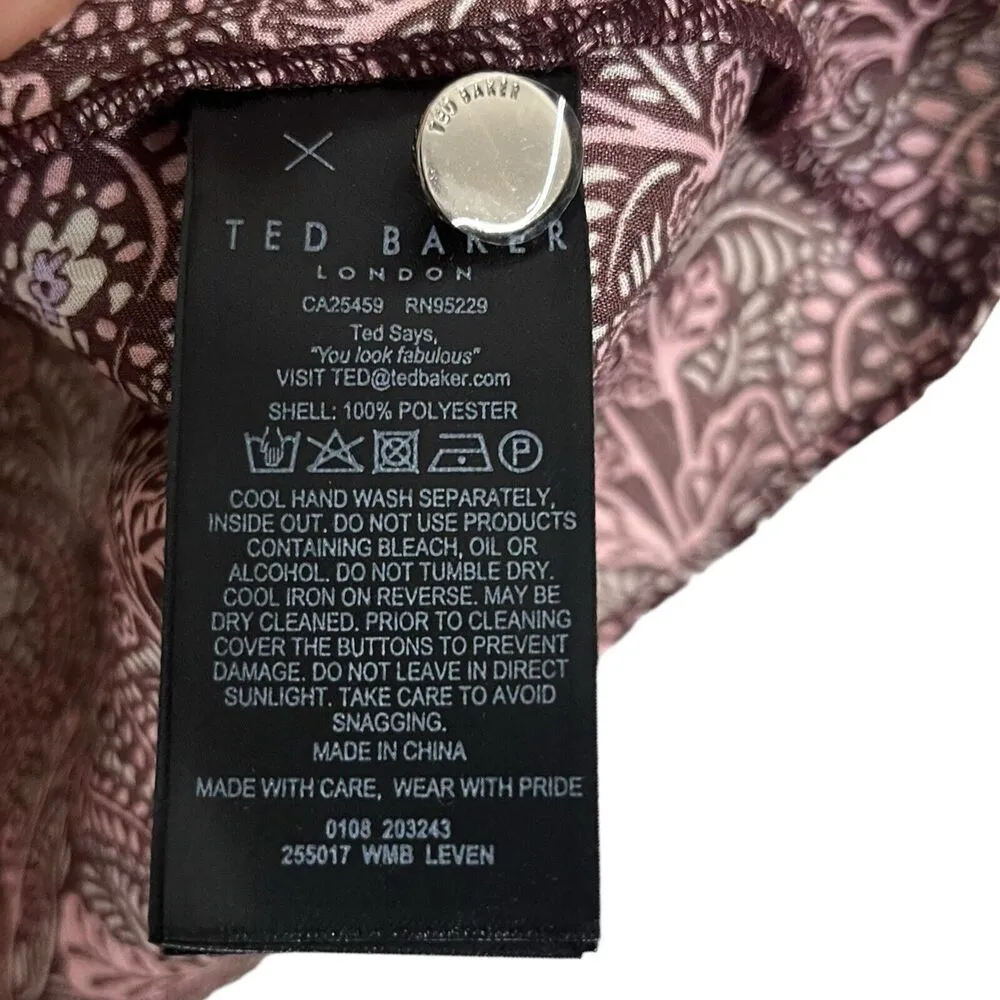 TED BAKER
TED BAKER
LONDON
CA25459 RN95229
Ted Says,
"You look fabulous"
VISIT TED@tedbaker.com
SHELL: 100% POLYESTER
P
COOL HAND WASH SEPARATELY,
INSIDE OUT. DO NOT USE PRODUCTS
CONTAINING BLEACH, OIL OR
ALCOHOL. DO NOT TUMBLE DRY.
COOL IRON ON REVERSE. MAY BE
DRY CLEANED. PRIOR TO CLEANING
COVER THE BUTTONS TO PREVENT
DAMAGE. DO NOT LEAVE IN DIRECT
SUNLIGHT. TAKE CARE TO AVOID
SNAGGING.
MADE IN CHINA
MADE WITH CARE, WEAR WITH PRIDE
0108 203243
255017 WMB LEVEN